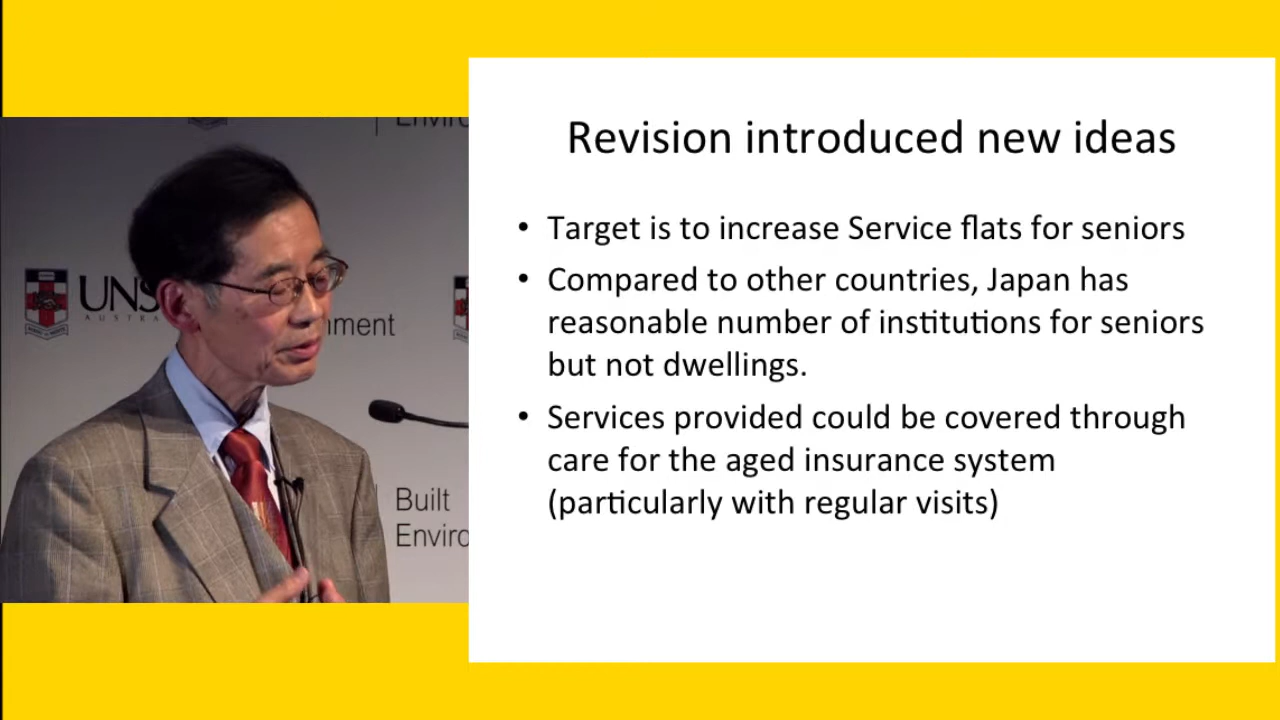 UNS
AUSTRA
nment
Built
Enviro
Revision introduced new ideas
• Target is to increase Service flats for seniors
• Compared to other countries, Japan has
reasonable number of institutions for seniors
but not dwellings.
• Services provided could be covered through
care for the aged insurance system
(particularly with regular visits)